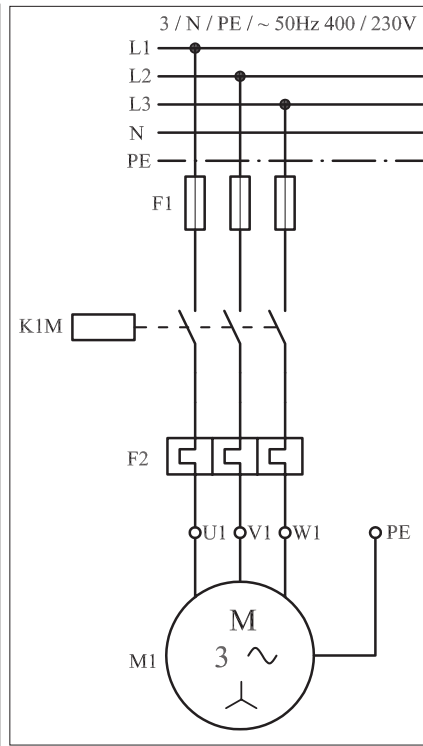 3 / N / PE / ~ 50Hz 400 / 230V
L1
L2
L3
N
PE
F1
K1M
F2
U1 V1 W1 PE
M
M1 3 ~